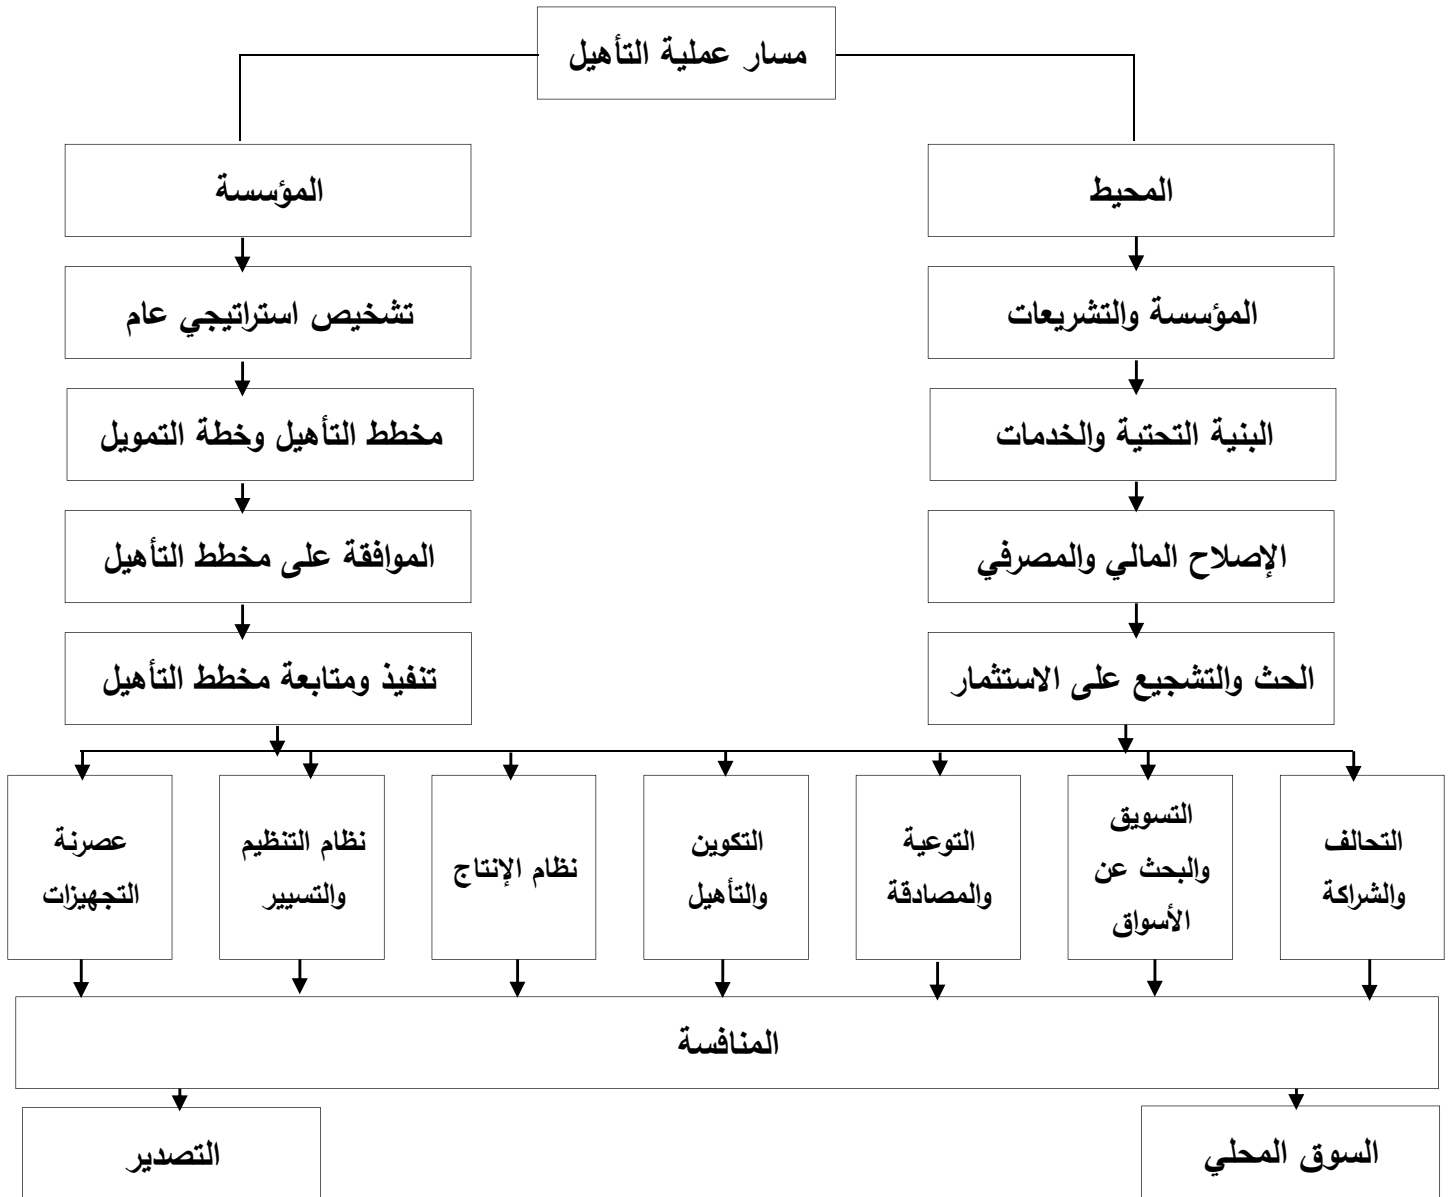 مسار عملية التأهيل
المحيط
المؤسسة
المؤسسة والتشريعات
تشخيص استراتيجي عام
البنية التحتية والخدمات
مخطط التأهيل وخطة التمويل
الإصلاح المالي والمصرفي
الموافقة على مخطط التأهيل
الحث والتشجيع على الاستثمار
تنفيذ ومتابعة مخطط التأهيل
التحالف
والشراكة
التسويق
والبحث عن
الأسواق
التوعية
والمصادقة
التكوين
والتأهيل
نظام الإنتاج
نظام التنظيم
والتسيير
عصرنة
التجهيزات
المنافسة
السوق المحلي
التصدير